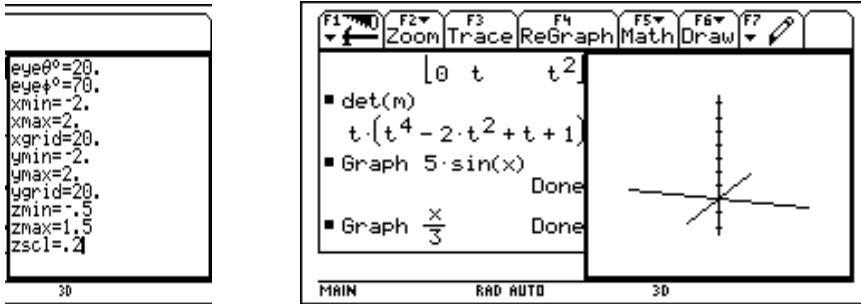 eyeθ°=20.
eyeϕ°=70.
xmin=-2.
xmax=2.
xgrid=20.
ymin=-2.
ymax=2.
ygrid=20.
zmin=-.5
zmax=1.5
zscl=.2
3D
F1 F2 F3 F4 F5 F6 F7
Zoom Trace ReGraph Math Draw
0 t t²
▪ det(m)
t·(t⁴ - 2·t² + t + 1)
▪ Graph 5·sin(x)
Done
▪ Graph x/3 Done
MAIN RAD AUTO 3D